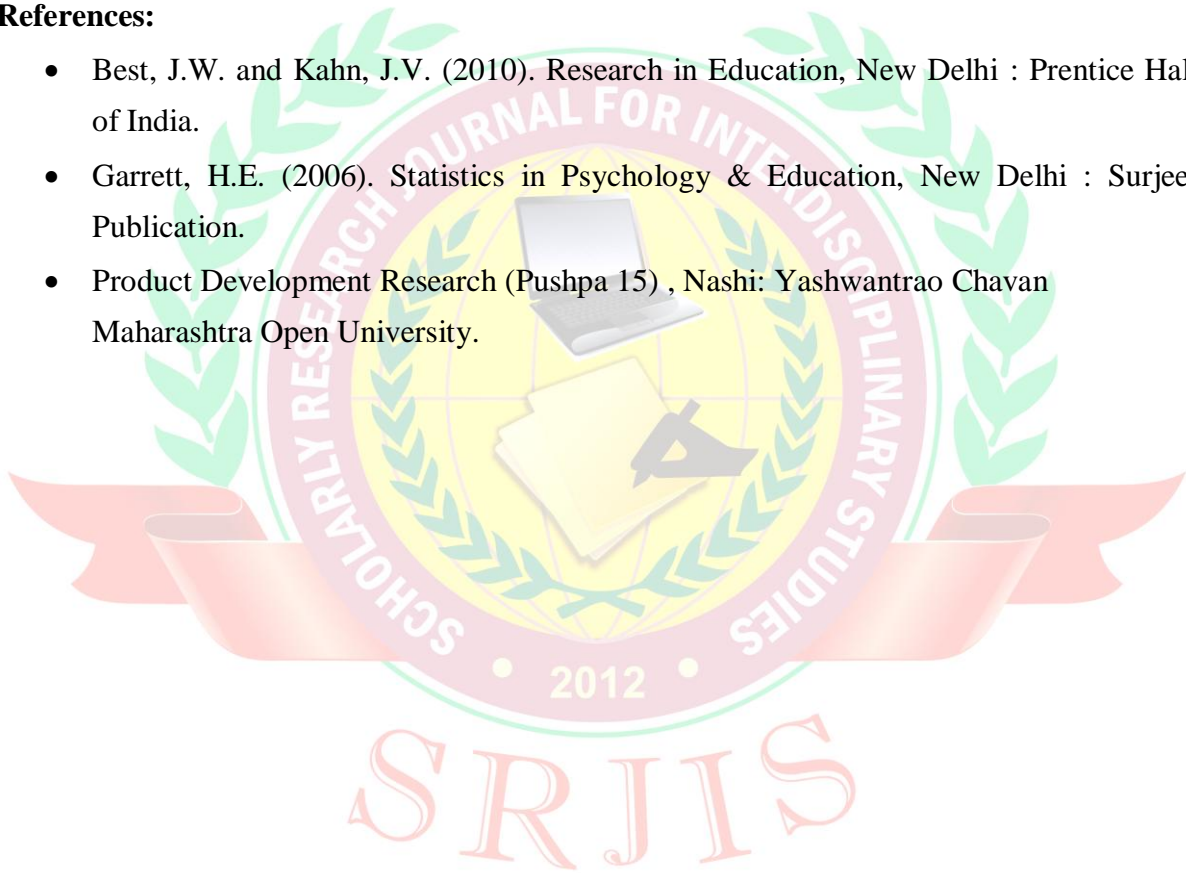 References:
• Best, J.W. and Kahn, J.V. (2010). Research in Education, New Delhi : Prentice Hal
of India.
• Garrett, H.E. (2006). Statistics in Psychology & Education, New Delhi : Surjee
Publication.
• Product Development Research (Pushpa 15) , Nashi: Yashwantrao Chavan
Maharashtra Open University.
SCHOLARLY RESEARCH JOURNAL FOR INTERDISCIPLINARY STUDIES
• 2012 •
SRJIS